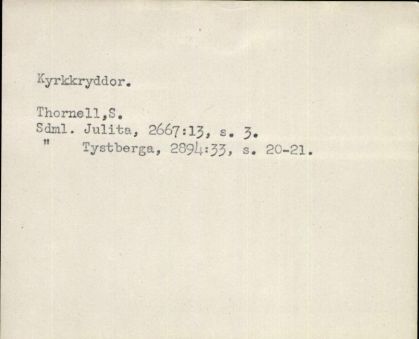 Kyrkkryddor.
Thornell,S.
Sdml. Julita, 2667:13, s. 3.
" Tystberga, 2894:33, s. 20-21.